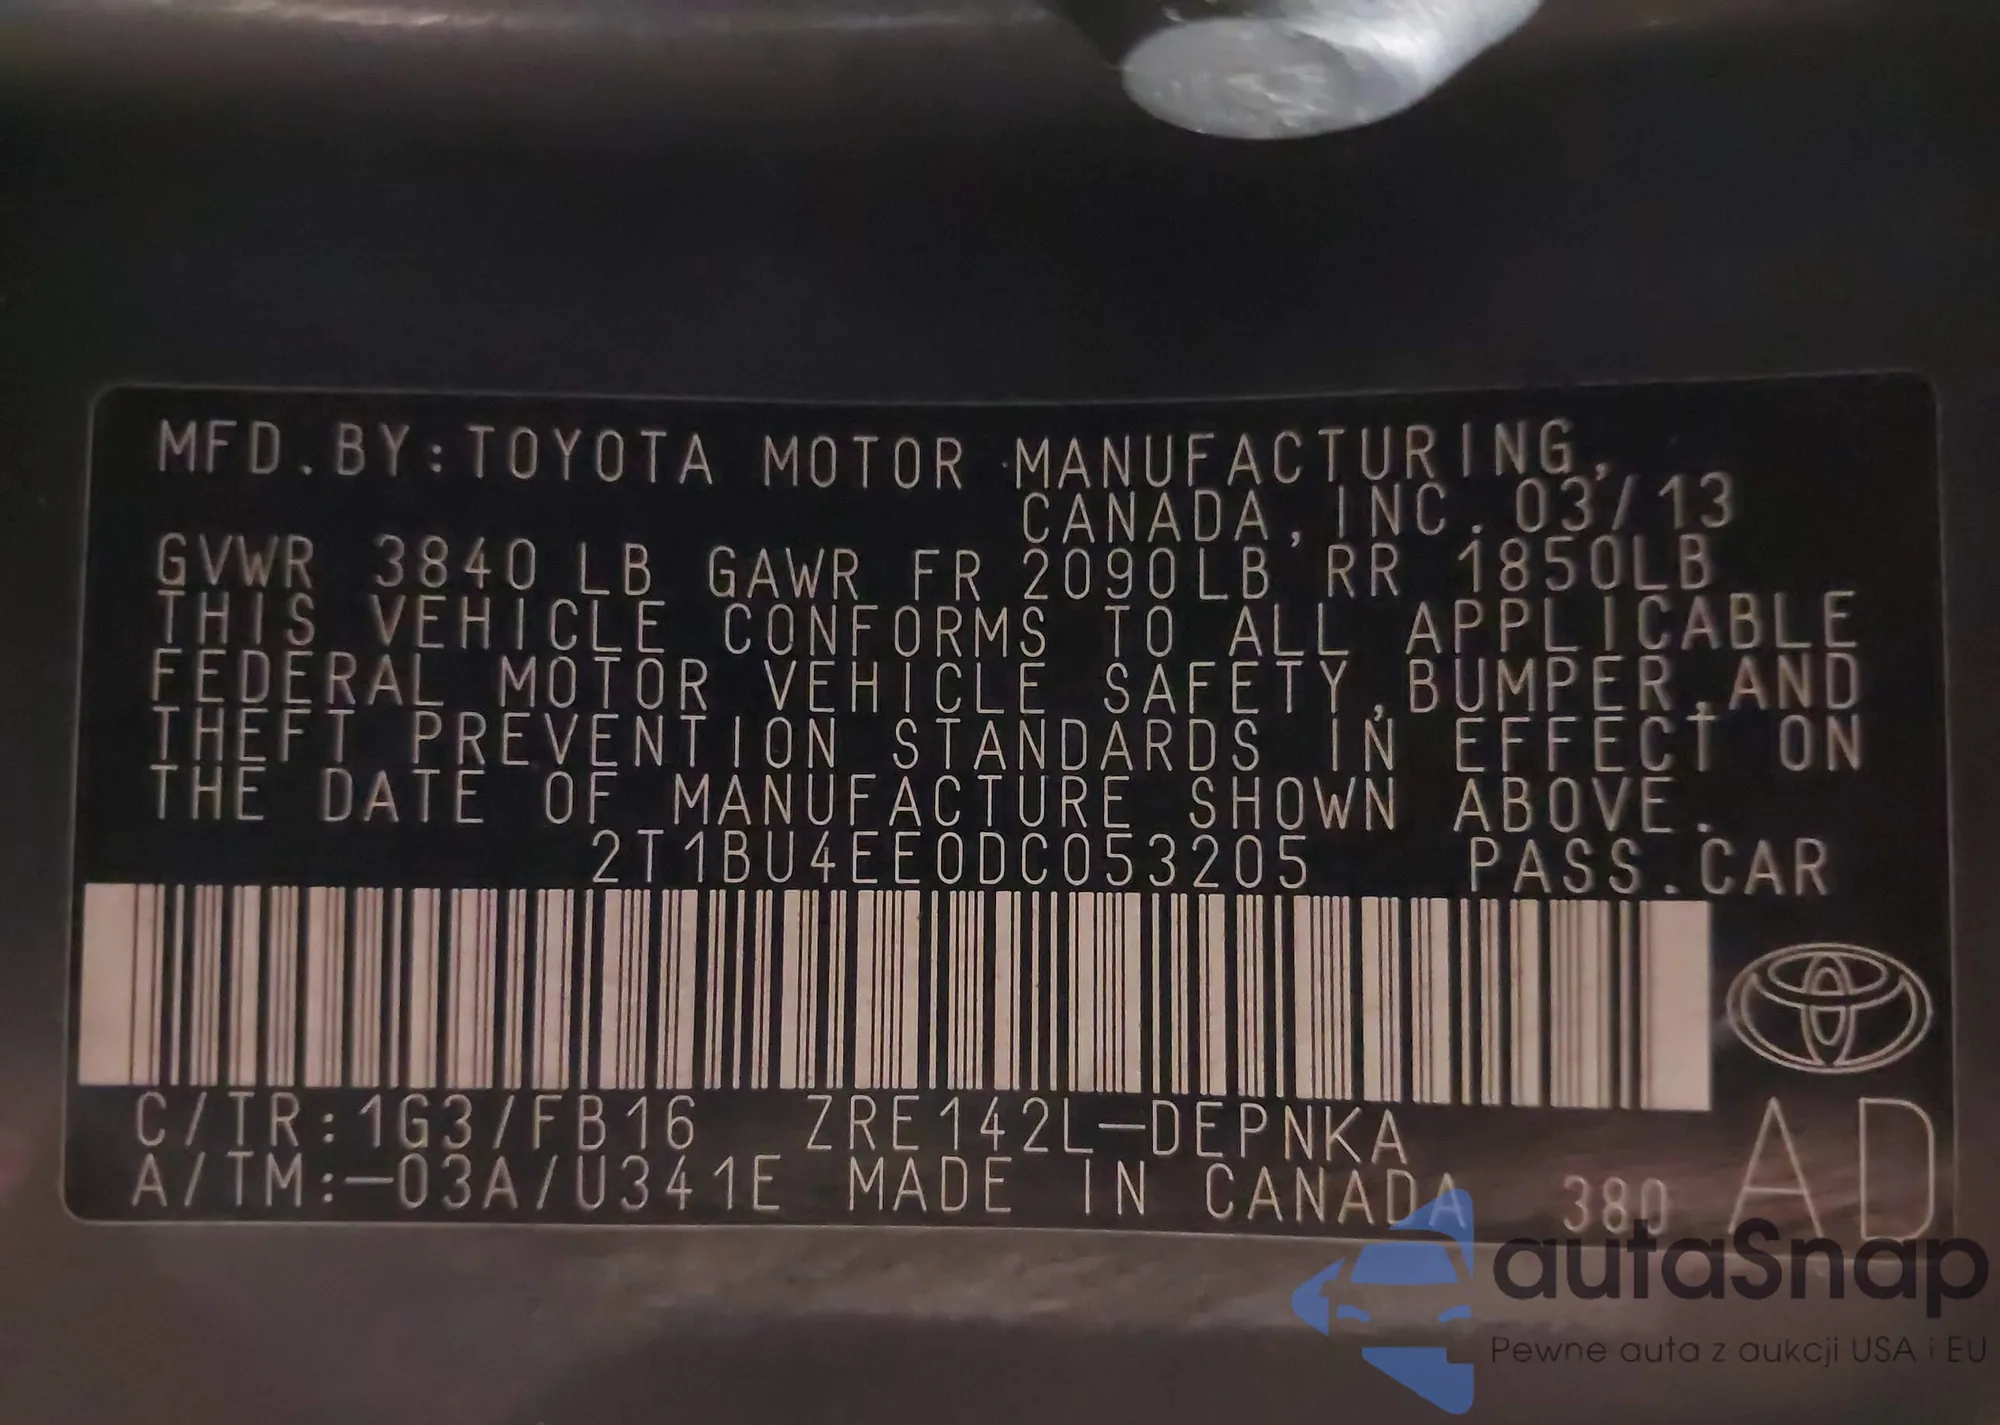 MFD.BY:TOYOTA MOTOR MANUFACTURING,
CANADA, INC. 03/13
GVWR 3840 LB GAWR FR 2090LB RR 1850LB
THIS VEHICLE CONFORMS TO ALL APPLICABLE
FEDERAL MOTOR VEHICLE SAFETY,BUMPER,AND
THEFT PREVENTION STANDARDS IN EFFECT ON
THE DATE OF MANUFACTURE SHOWN ABOVE.
2T1BU4EE0DC053205 PASS.CAR
C/TR:1G3/FB16 ZRE142L-DEPNKA
A/TM:-03A/U341E MADE IN CANADA 380 AD
autaSnap
Pewne auta z aukcji USA i EU